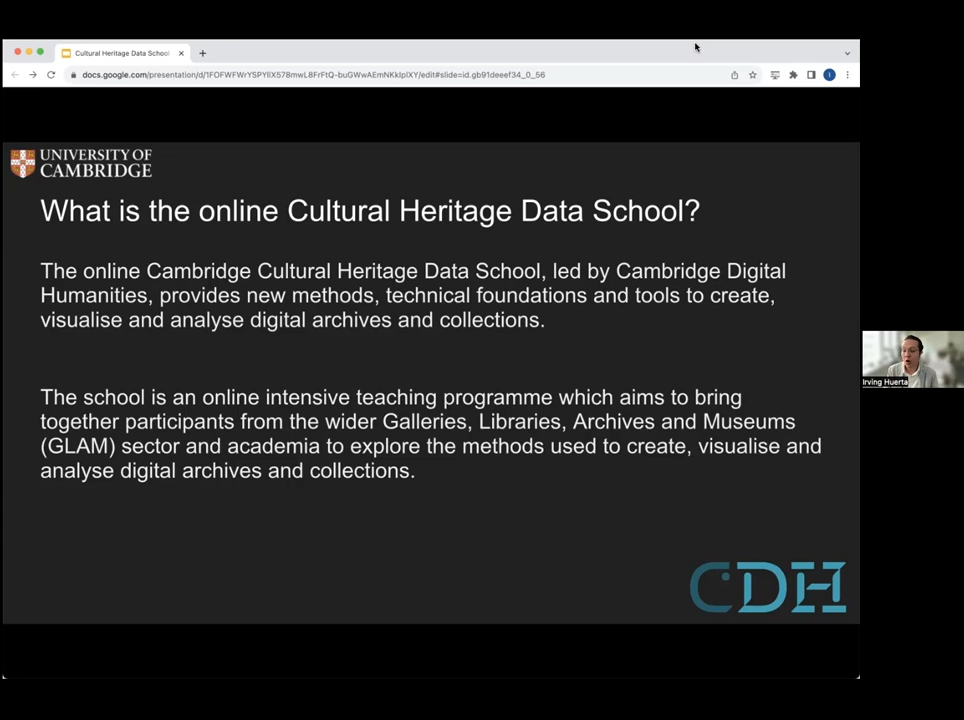 Cultural Heritage Data School
docs.google.com/presentation/d/1FOFWFWrYSPYllX578mwL8FrFtQ-buGWwAEmNKkIplXY/edit#slide=id.gb91deeef34_0_56
UNIVERSITY OF
CAMBRIDGE
What is the online Cultural Heritage Data School?
The online Cambridge Cultural Heritage Data School, led by Cambridge Digital
Humanities, provides new methods, technical foundations and tools to create,
visualise and analyse digital archives and collections.
The school is an online intensive teaching programme which aims to bring
together participants from the wider Galleries, Libraries, Archives and Museums
(GLAM) sector and academia to explore the methods used to create, visualise and
analyse digital archives and collections.
Irving Huerta
CDH